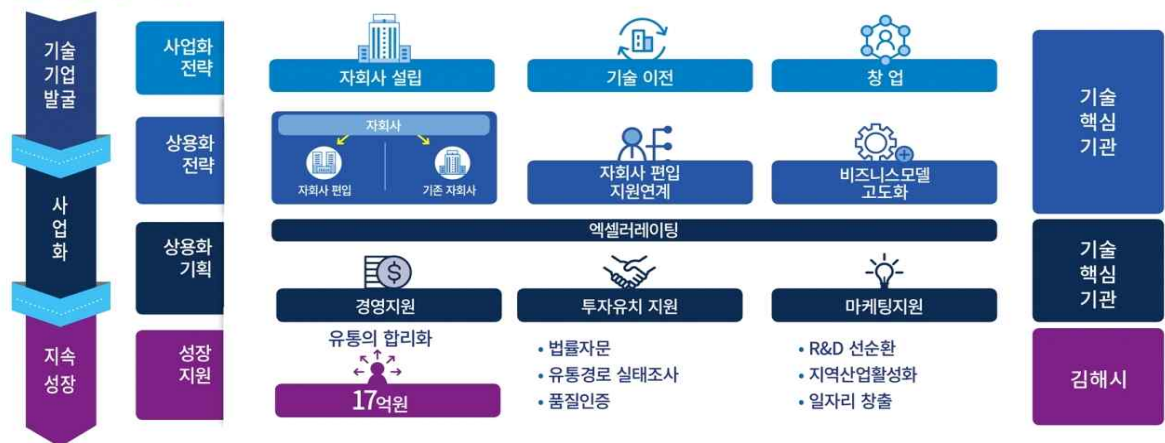 기술
기업
발굴
사업화
전략
자회사 설립
기술 이전
창 업
기술
핵심
기관
상용화
전략
자회사
자회사 편입
기존 자회사
자회사 편입
지원연계
비즈니스모델
고도화
사
업
화
엑셀러레이팅
상용화
기획
$
경영지원
투자유치 지원
마케팅지원
기술
핵심
기관
지속
성장
성장
지원
유통의 합리화
17억원
• 법률자문
• 유통경로 실태조사
• 품질인증
• R&D 선순환
• 지역산업활성화
• 일자리 창출
김해시